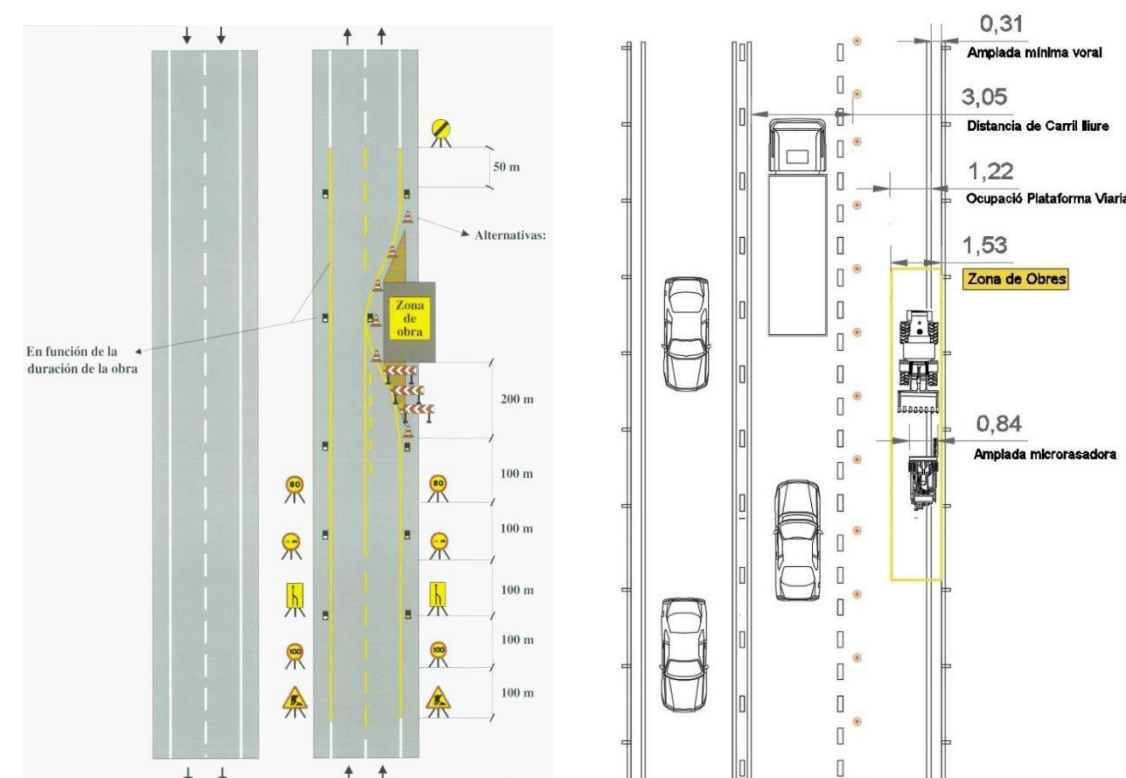 50 m
Alternativas:
Zona
de
obra
En función de la
duración de la obra
200 m
100 m
80
80
100 m
100 m
100 m
100
100
100 m
0,31
Amplada mínima voral
3,05
Distancia de Carril lliure
1,22
Ocupació Plataforma Viaria
1,53
Zona de Obres
0,84
Amplada microrasadora